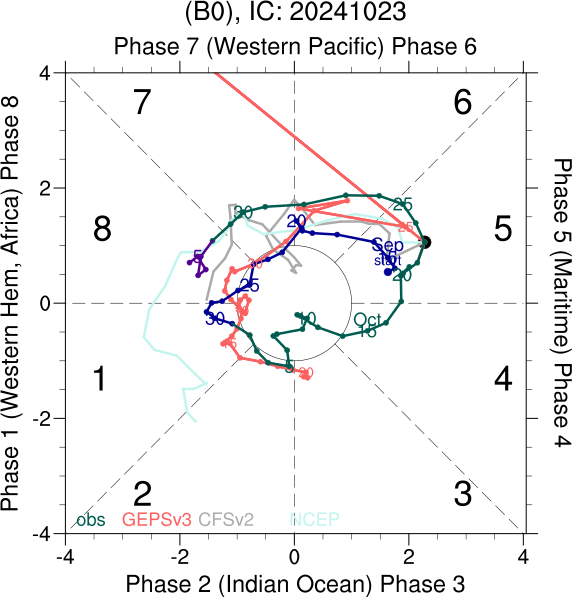 (B0), IC: 20241023
Phase 7 (Western Pacific) Phase 6
Phase 1 (Western Hem, Africa) Phase 8
Phase 5 (Maritime) Phase 4
4
2
0
-2
-4
7
6
8
5
1
4
2
3
30
25
20
Sep
start
15
25
20
5
Oct
10
15
30
5
20
obs GEPSv3 CFSv2 NCEP
-4 -2 0 2 4
Phase 2 (Indian Ocean) Phase 3